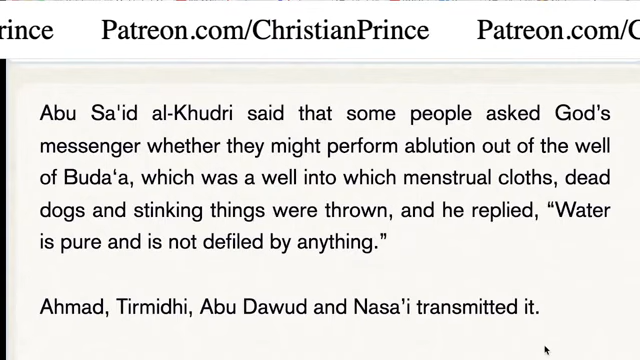 rince Patreon.com/ChristianPrince Patreon.com/C
Abu Sa'id al-Khudri said that some people asked God’s
messenger whether they might perform ablution out of the well
of Buda‘a, which was a well into which menstrual cloths, dead
dogs and stinking things were thrown, and he replied, “Water
is pure and is not defiled by anything.”
Ahmad, Tirmidhi, Abu Dawud and Nasa’i transmitted it.